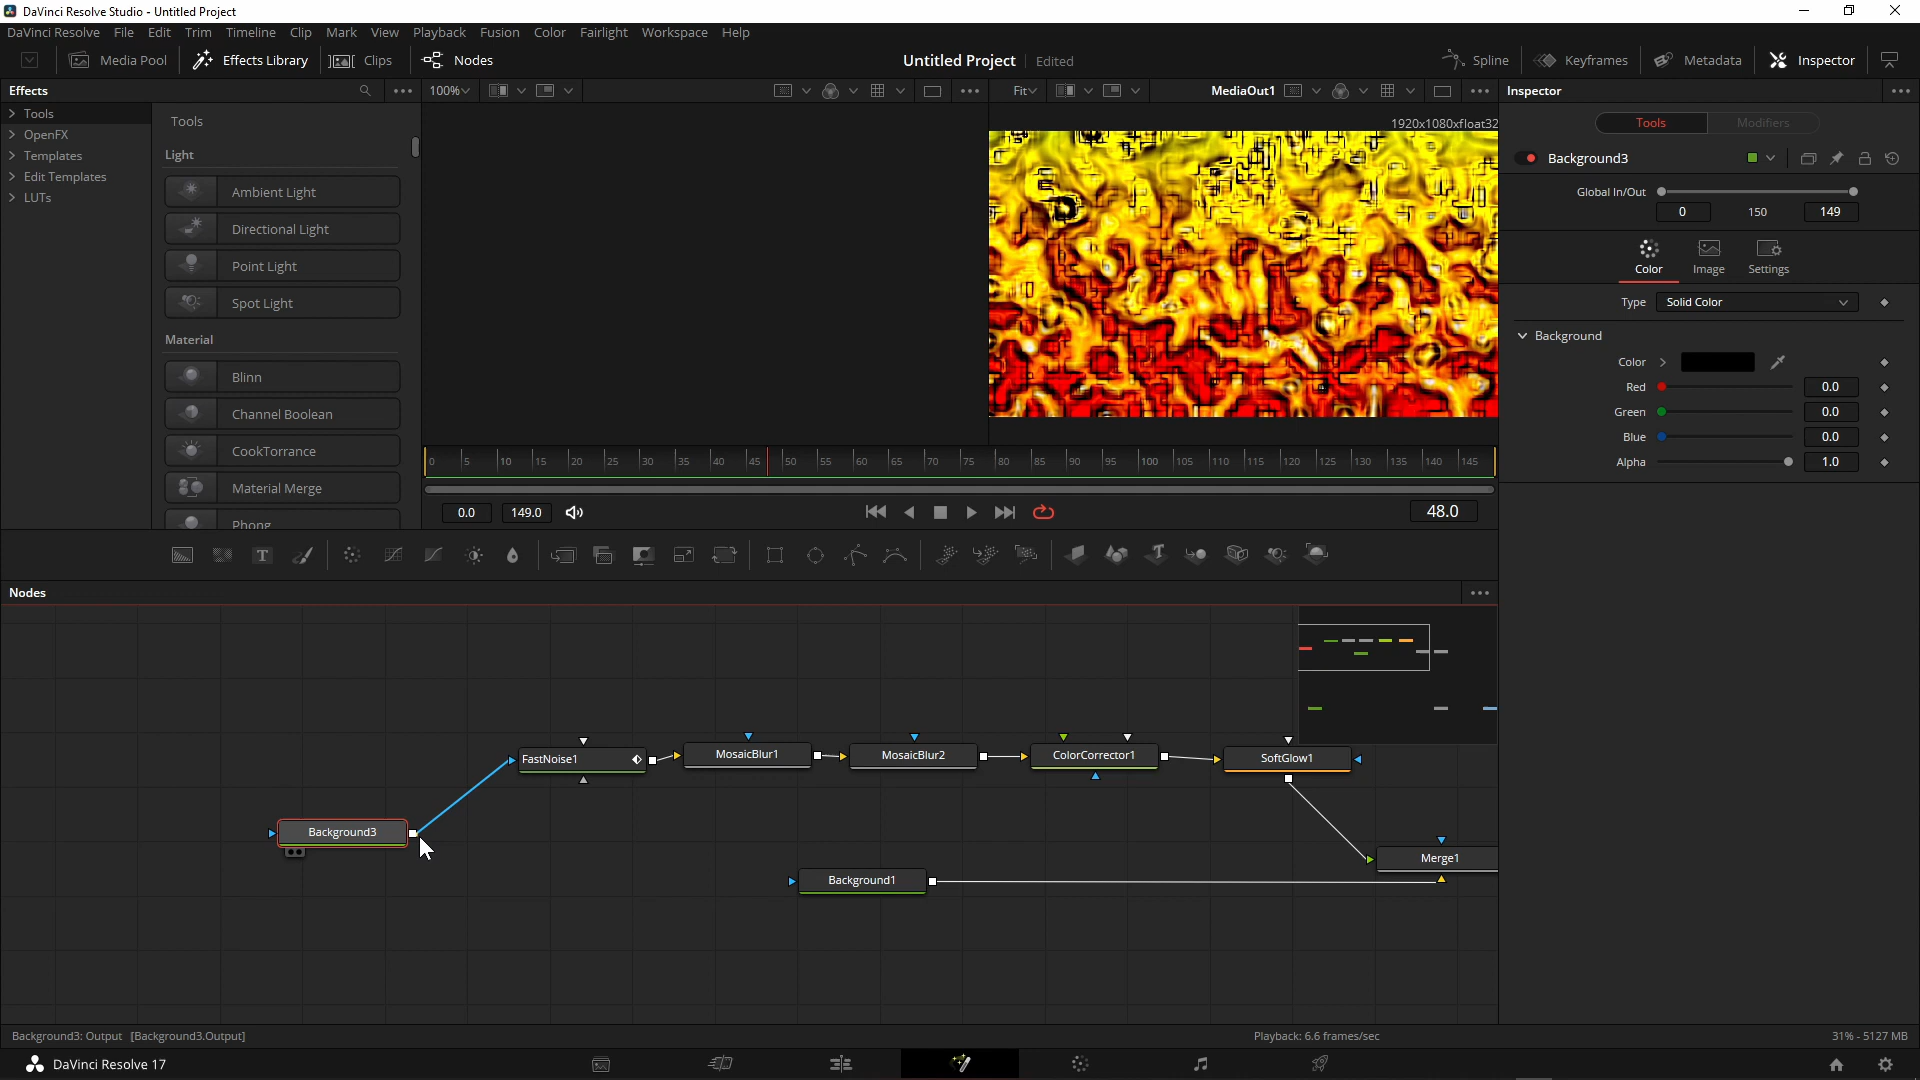 DaVinci Resolve Studio - Untitled Project
DaVinci Resolve File Edit Trim Timeline Clip Mark View Playback Fusion Color Fairlight Workspace Help
Media Pool Effects Library Clips Nodes Untitled Project Edited Spline Keyframes Metadata Inspector
Effects 100% Fit MediaOut1 Inspector
Tools
OpenFX
Templates
Edit Templates
LUTs
Tools
Light
Ambient Light
Directional Light
Point Light
Spot Light
Material
Blinn
Channel Boolean
CookTorrance
Material Merge
Phong
1920x1080xfloat32
Tools Modifiers
Background3
Global In/Out
0 150 149
Color Image Settings
Type Solid Color
Background
Color
Red 0.0
Green 0.0
Blue 0.0
Alpha 1.0
0 5 10 15 20 25 30 35 40 45 50 55 60 65 70 75 80 85 90 95 100 105 110 115 120 125 130 135 140 145
0.0 149.0 48.0
T T
Nodes
FastNoise1 MosaicBlur1 MosaicBlur2 ColorCorrector1 SoftGlow1
Background3
Merge1
Background1
Background3: Output [Background3.Output] Playback: 6.6 frames/sec 31% - 5127 MB
DaVinci Resolve 17